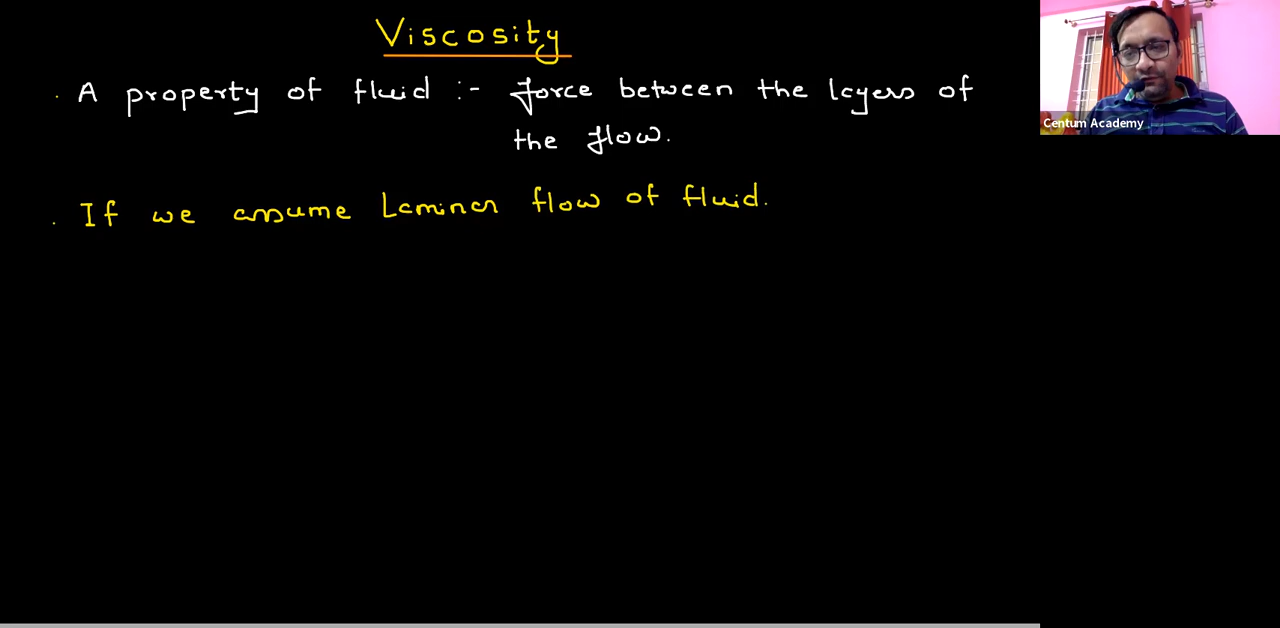 Viscosity
. A property of fluid :- force between the layers of
the flow.
. If we assume Laminar flow of fluid.
Centum Academy